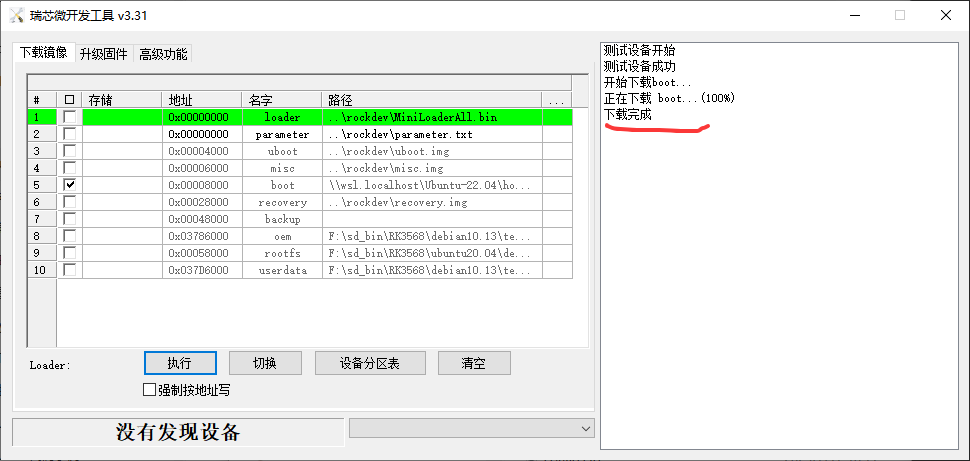 瑞芯微开发工具 v3.31
下载镜像 升级固件 高级功能
# 存储 地址 名字 路径 ...
1 0x00000000 loader ..\rockdev\MiniLoaderAll.bin
2 0x00000000 parameter ..\rockdev\parameter.txt
3 0x00004000 uboot ..\rockdev\uboot.img
4 0x00006000 misc ..\rockdev\misc.img
5 0x00008000 boot \\wsl.localhost\Ubuntu-22.04\ho...
6 0x00028000 recovery ..\rockdev\recovery.img
7 0x00048000 backup
8 0x03786000 oem F:\sd_bin\RK3568\debian10.13\te...
9 0x00058000 rootfs F:\sd_bin\RK3568\ubuntu20.04\de...
10 0x037D6000 userdata F:\sd_bin\RK3568\debian10.13\te...
Loader: 执行 切换 设备分区表 清空
强制按地址写
没有发现设备
测试设备开始
测试设备成功
开始下载boot...
正在下载 boot...(100%)
下载完成